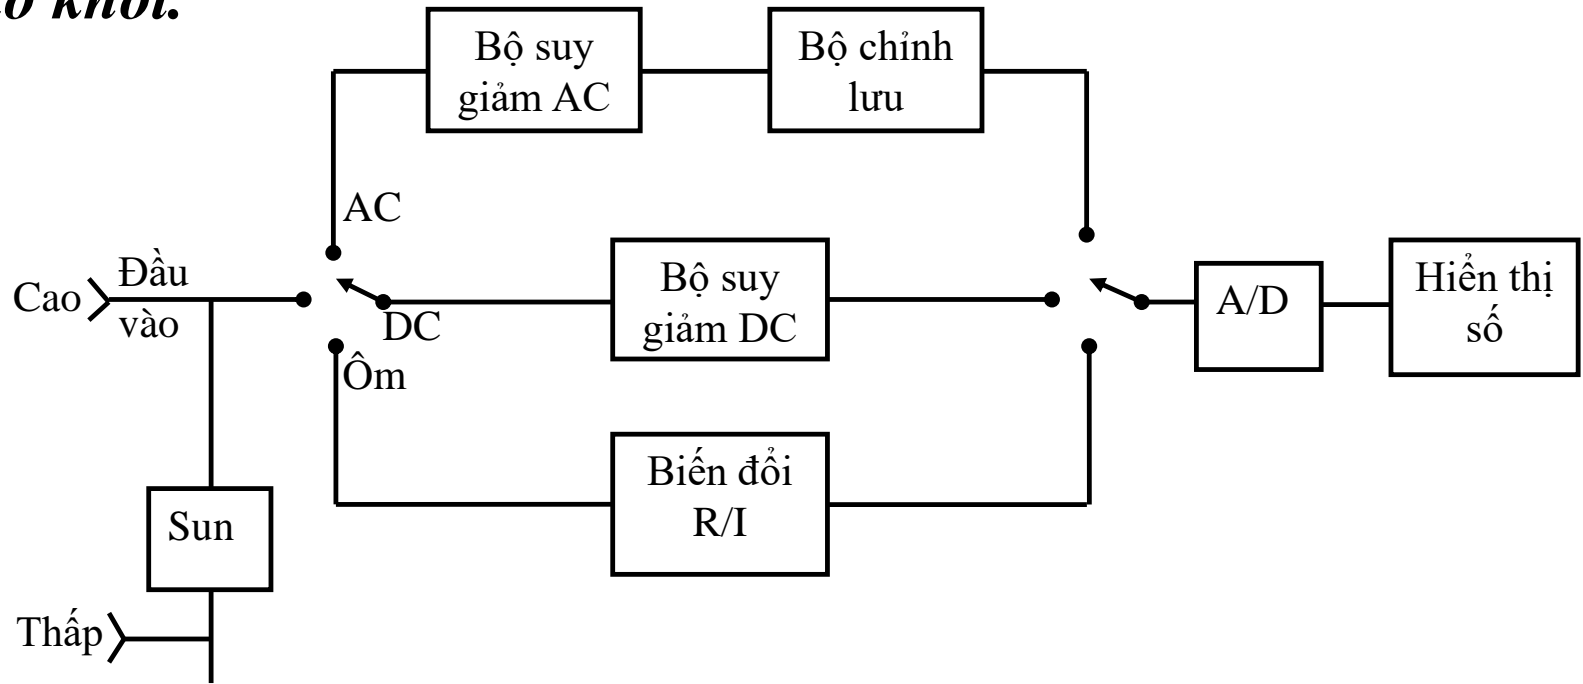 khối.
Bộ suy
giảm AC
Bộ chỉnh
lưu
AC
Cao
Đầu
vào
DC
Ôm
Bộ suy
giảm DC
A/D
Hiển thị
số
Biến đổi
R/I
Sun
Thấp